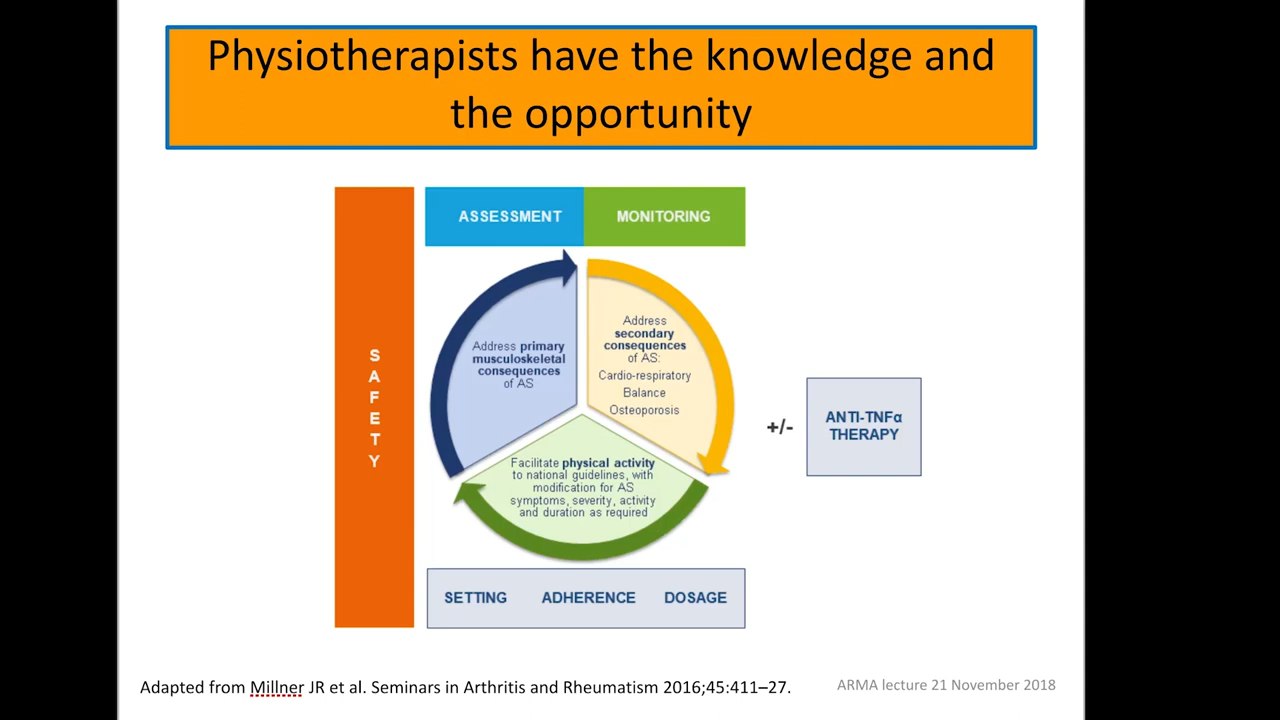 Physiotherapists have the knowledge and
the opportunity
ASSESSMENT
MONITORING
SAFETY
Address primary
musculoskeletal
consequences
of AS
Address
secondary
consequences
of AS:
Cardio-respiratory
Balance
Osteoporosis
Facilitate physical activity
to national guidelines, with
modification for AS
symptoms, severity, activity
and duration as required
+/-
ANTI-TNFα
THERAPY
SETTING ADHERENCE DOSAGE
Adapted from Millner JR et al. Seminars in Arthritis and Rheumatism 2016;45:411–27.
ARMA lecture 21 November 2018